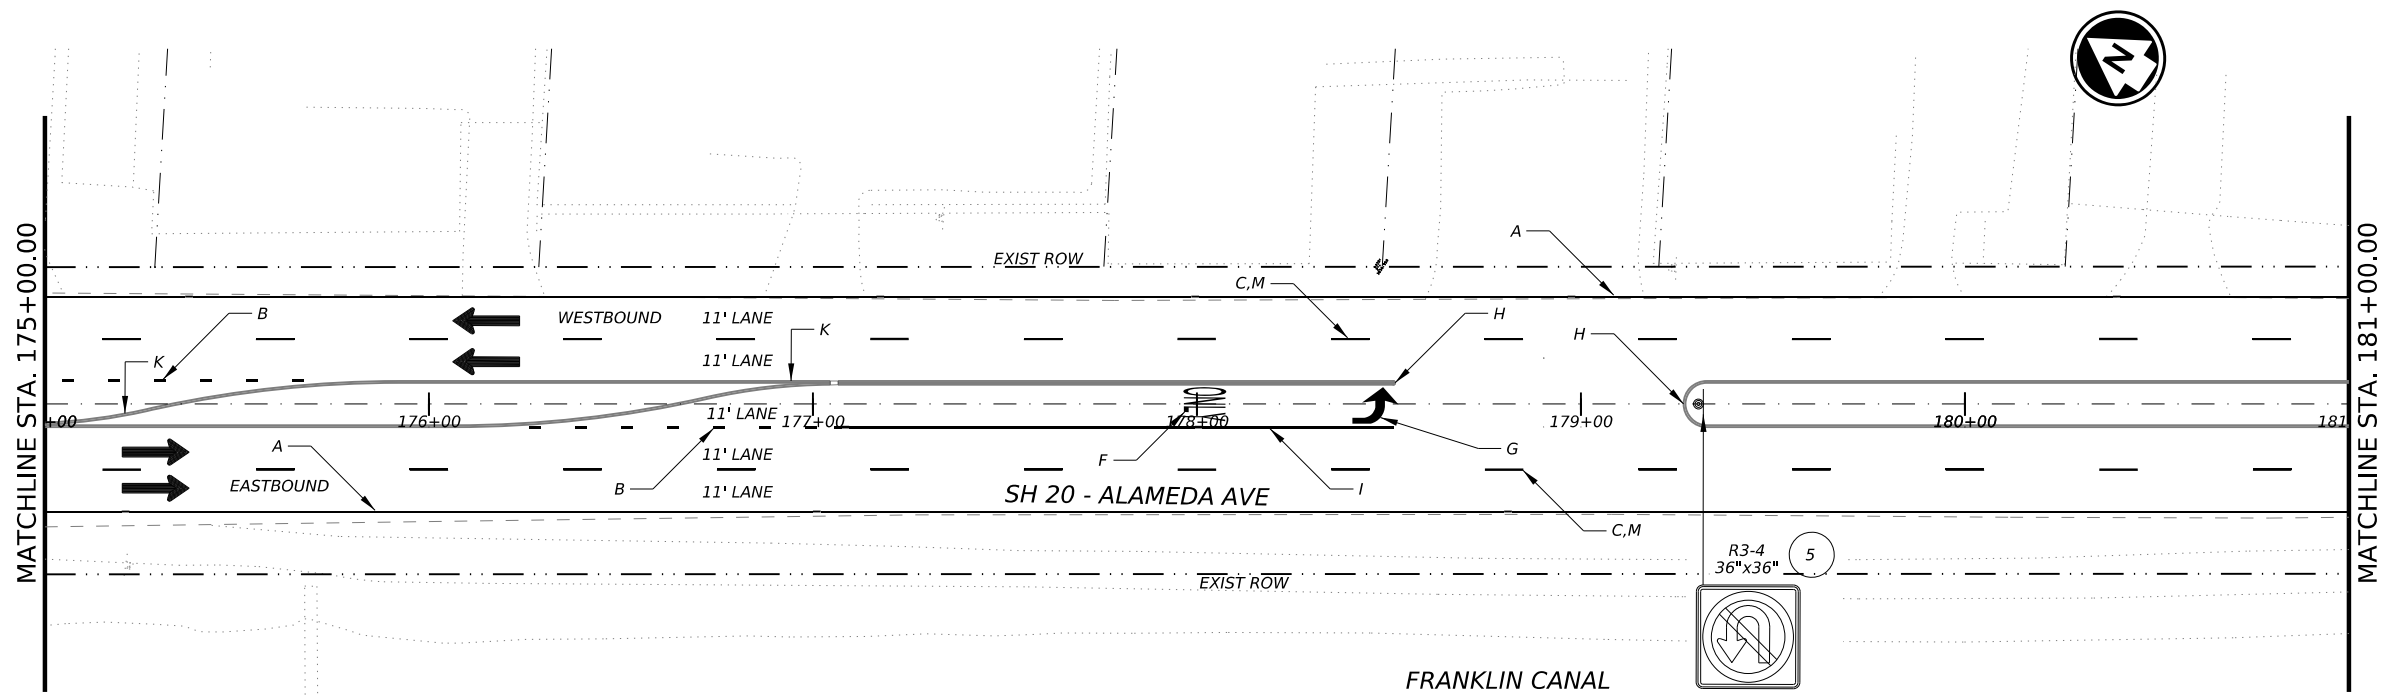 N
MATCHLINE STA. 175+00.00
MATCHLINE STA. 181+00.00
EXIST ROW
A
C,M
B
WESTBOUND
11' LANE
K
H
H
K
11' LANE
11' LANE
+00
176+00
177+00
178+00
179+00
180+00
181
A
11' LANE
F
G
EASTBOUND
B
11' LANE
I
SH 20 - ALAMEDA AVE
C,M
R3-4
36"x36"
5
EXIST ROW
FRANKLIN CANAL